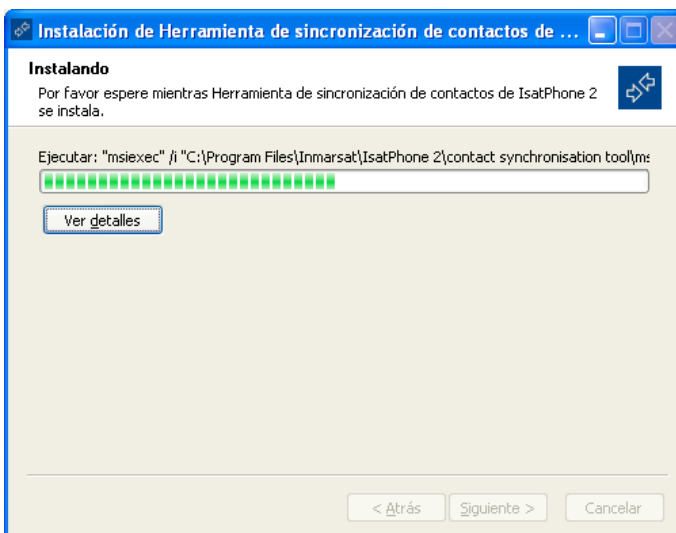 Instalación de Herramienta de sincronización de contactos de ...
Instalando
Por favor espere mientras Herramienta de sincronización de contactos de IsatPhone 2
se instala.
Ejecutar: "msiexec" /i "C:\Program Files\Inmarsat\IsatPhone 2\contact synchronisation tool\ms
Ver detalles
< Atrás
Siguiente >
Cancelar